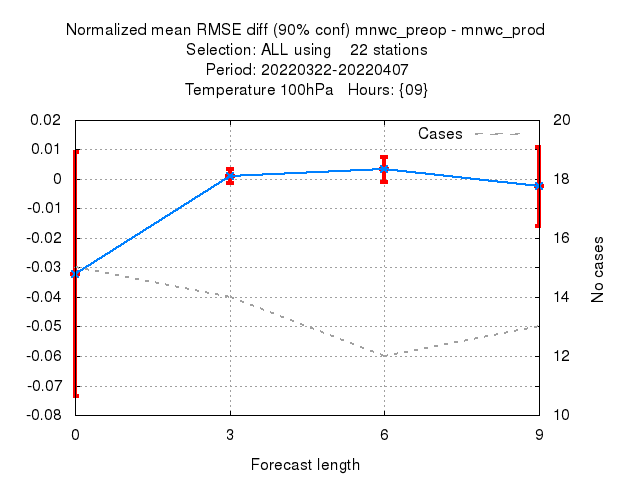 Normalized mean RMSE diff (90% conf) mnwc_preop - mnwc_prod
Selection: ALL using    22 stations
Period: 20220322-20220407
Temperature 100hPa   Hours: {09}
Cases
0.02
0.01
0
-0.01
-0.02
-0.03
-0.04
-0.05
-0.06
-0.07
-0.08
20
18
16
14
12
10
No cases
0 3 6 9
Forecast length